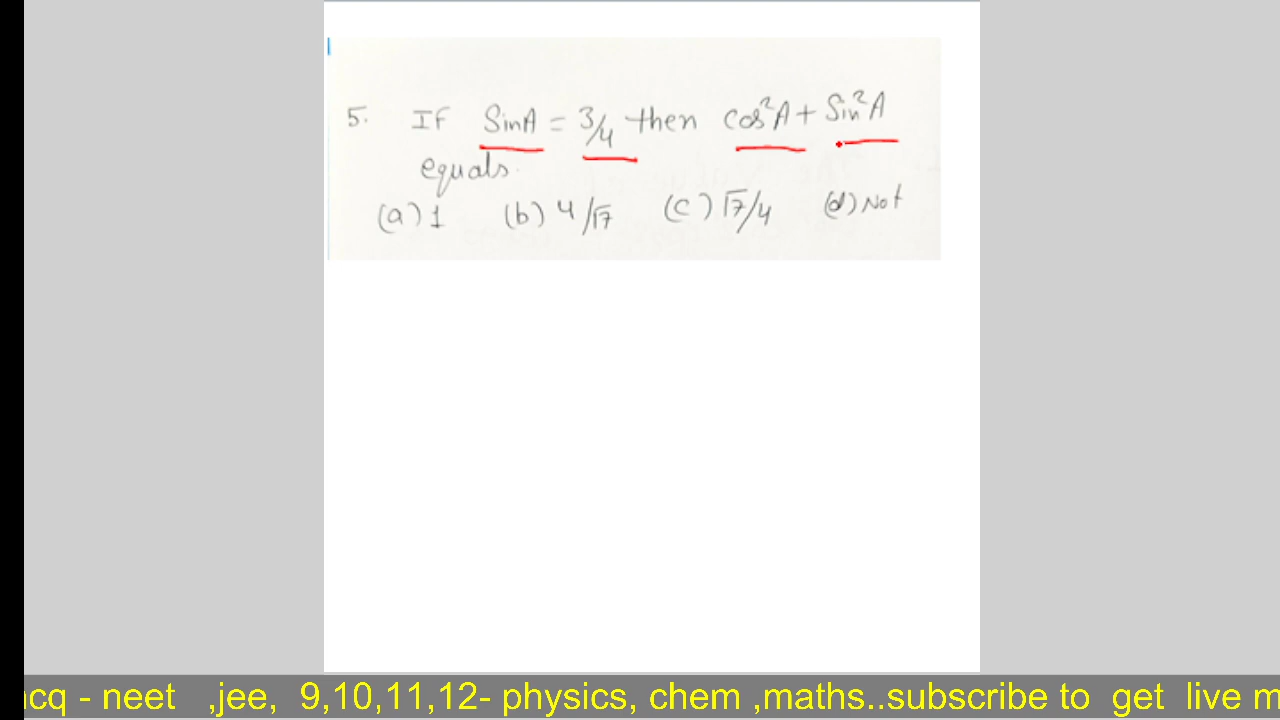 5. If SinA = 3/4 then cos²A + Sin²A
equals.
(a) 1 (b) 4/√7 (c) √7/4 (d) Not
ncq - neet ,jee, 9,10,11,12- physics, chem ,maths..subscribe to get live m